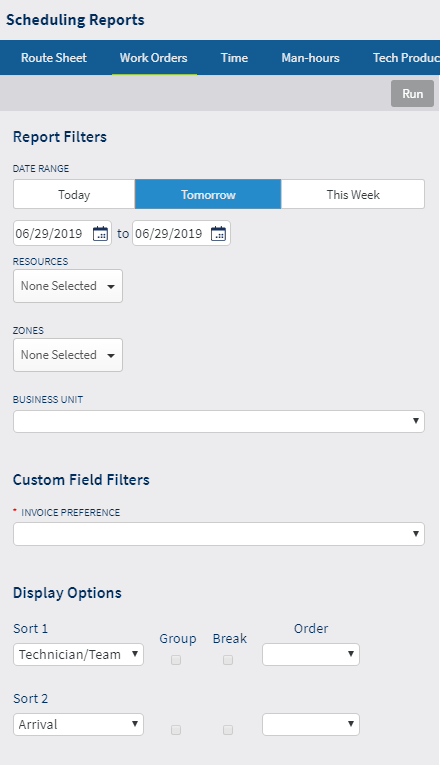 Scheduling Reports
Route Sheet Work Orders Time Man-hours Tech Produc
Run
Report Filters
DATE RANGE
Today Tomorrow This Week
06/29/2019 to 06/29/2019
RESOURCES
None Selected
ZONES
None Selected
BUSINESS UNIT
Custom Field Filters
* INVOICE PREFERENCE
Display Options
Sort 1 Group Break Order
Technician/Team
Sort 2
Arrival